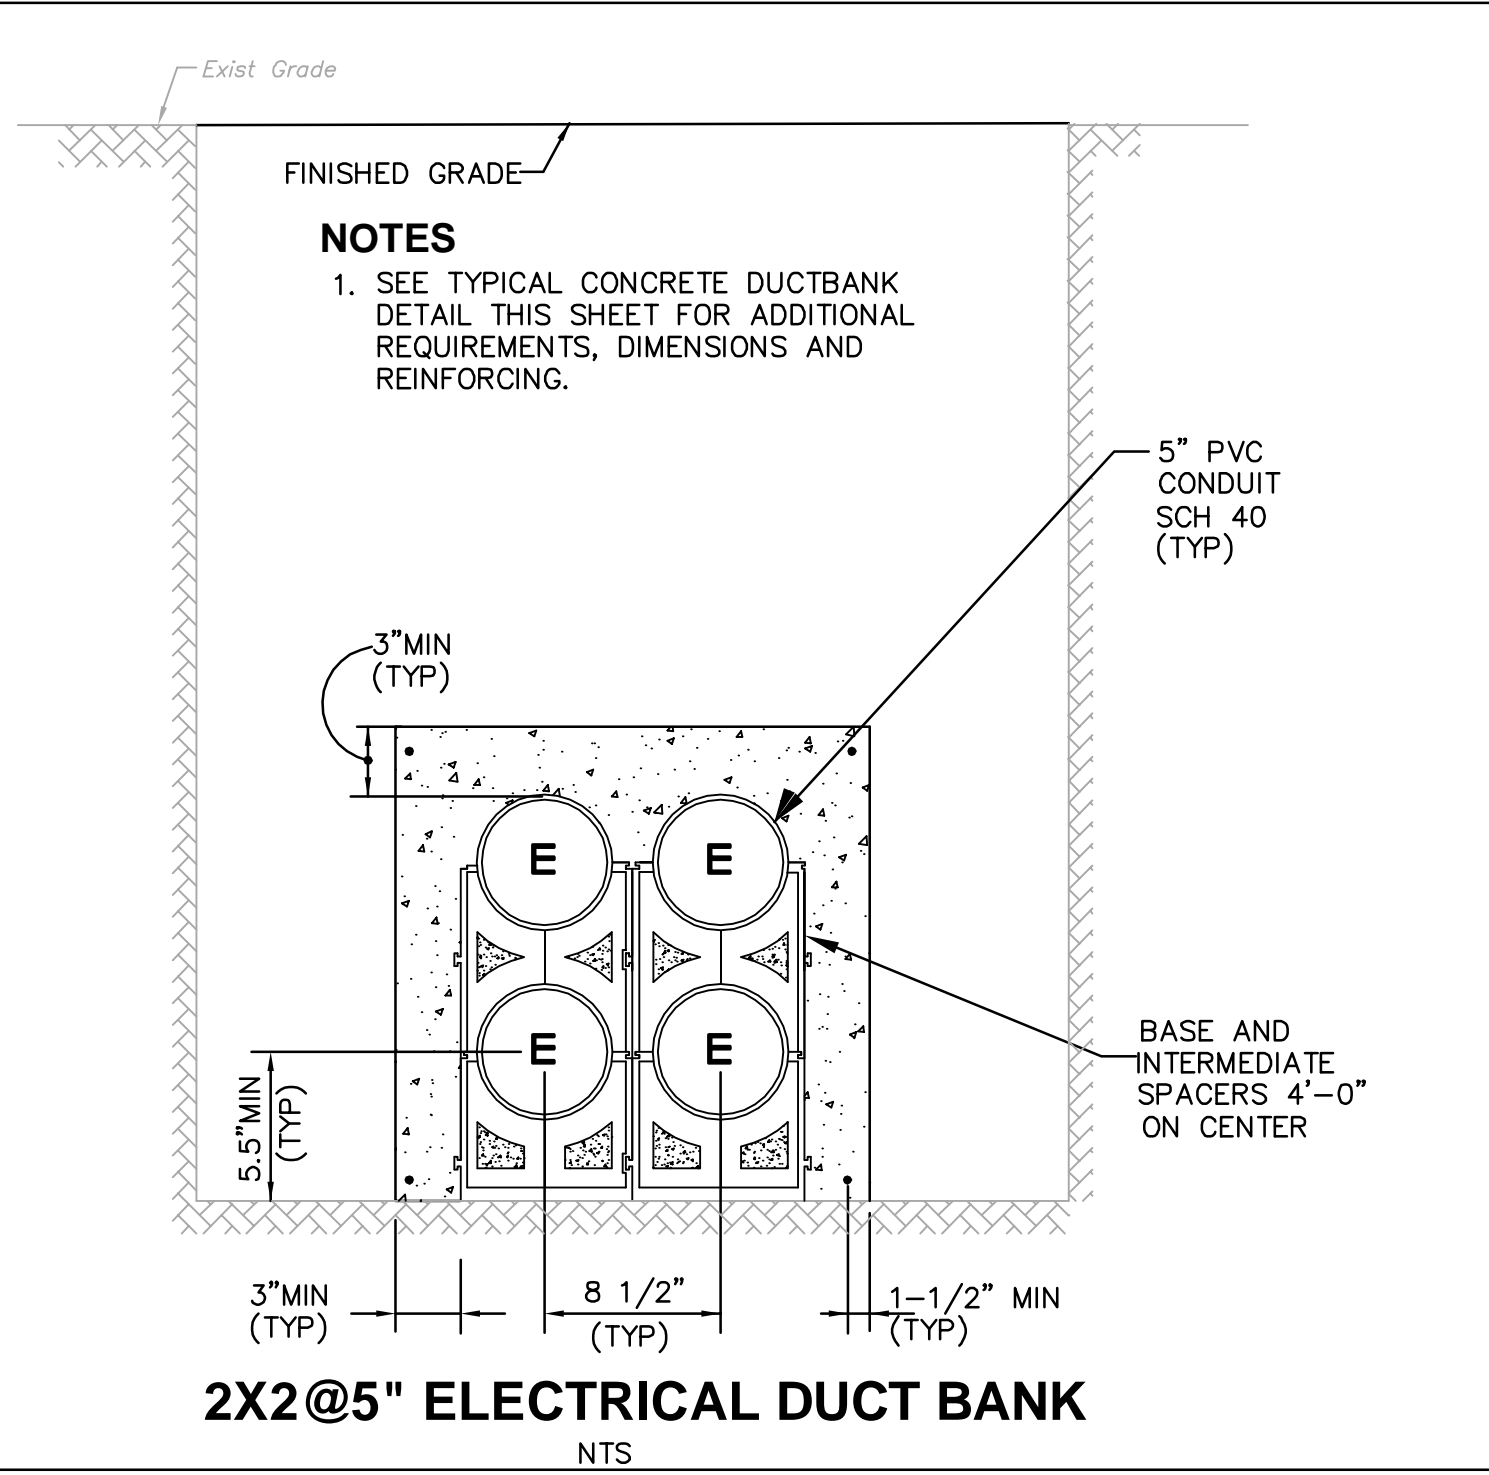 Exist Grade
FINISHED GRADE
NOTES
1. SEE TYPICAL CONCRETE DUCTBANK
DETAIL THIS SHEET FOR ADDITIONAL
REQUIREMENTS, DIMENSIONS AND
REINFORCING.
5" PVC
CONDUIT
SCH 40
(TYP)
3"MIN
(TYP)
E E
E E
5.5"MIN
(TYP)
BASE AND
INTERMEDIATE
SPACERS 4'-0"
ON CENTER
3"MIN
(TYP)
8 1/2"
(TYP)
1-1/2" MIN
(TYP)
2X2@5" ELECTRICAL DUCT BANK
NTS